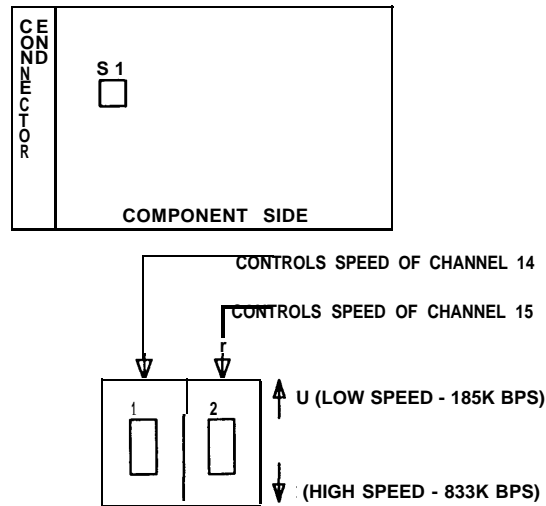 CONNECTOR
END
S 1
COMPONENT SIDE
CONTROLS SPEED OF CHANNEL 14
CONTROLS SPEED OF CHANNEL 15
r
1
2
U (LOW SPEED - 185K BPS)
(HIGH SPEED - 833K BPS)